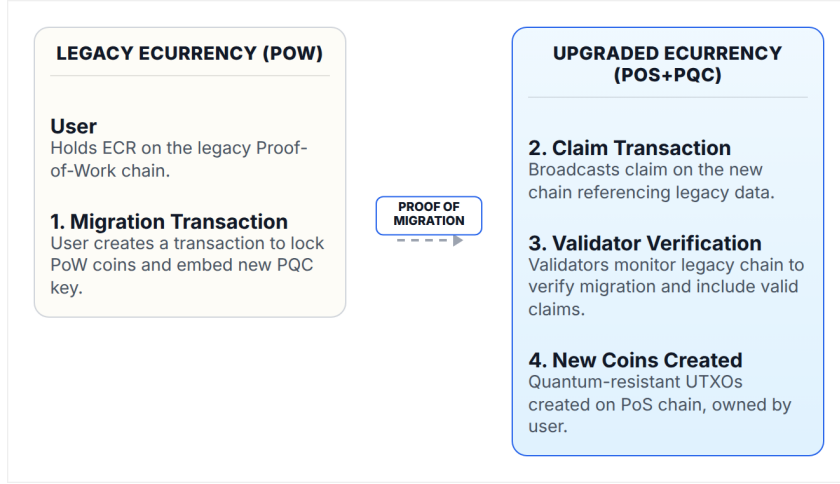 LEGACY ECURRENCY (POW)
User
Holds ECR on the legacy Proof-
of-Work chain.
1. Migration Transaction
User creates a transaction to lock
PoW coins and embed new PQC
key.
PROOF OF
MIGRATION
UPGRADED ECURRENCY
(POS+PQC)
2. Claim Transaction
Broadcasts claim on the new
chain referencing legacy data.
3. Validator Verification
Validators monitor legacy chain to
verify migration and include valid
claims.
4. New Coins Created
Quantum-resistant UTXOs
created on PoS chain, owned by
user.